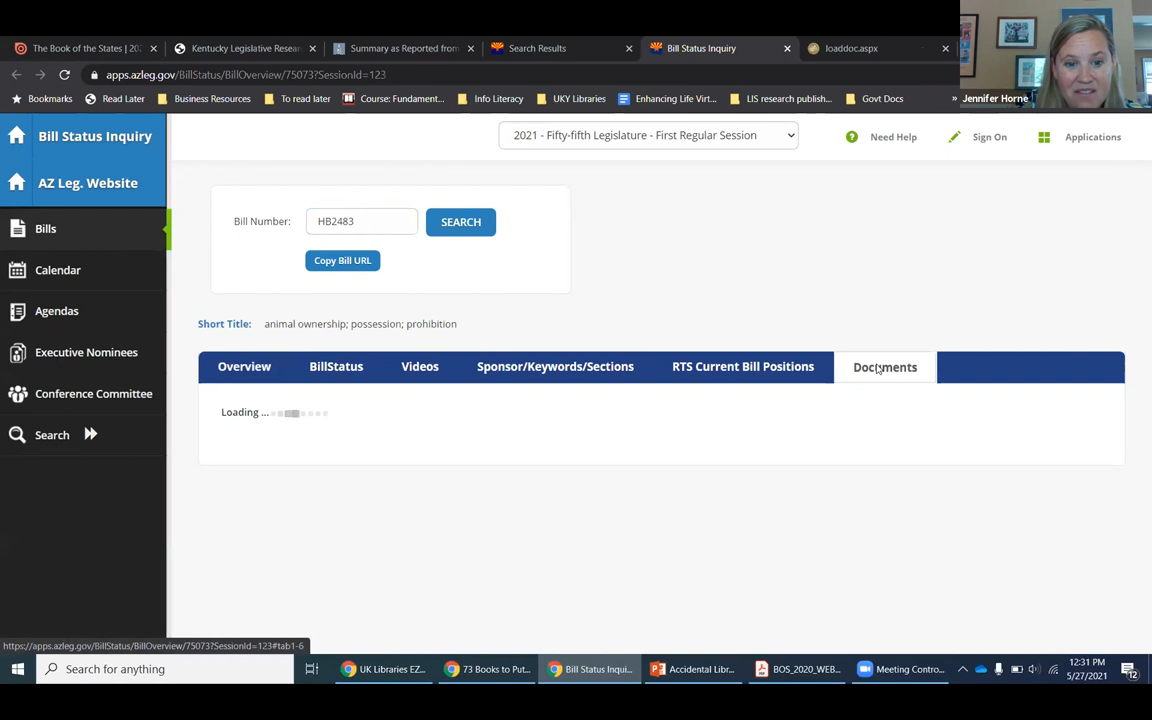 The Book of the States | 202
Kentucky Legislative Resear
Summary as Reported from
Search Results
Bill Status Inquiry
loaddoc.aspx
apps.azleg.gov/BillStatus/BillOverview/75073?SessionId=123
Bookmarks Read Later Business Resources To read later Course: Fundament... Info Literacy UKY Libraries Enhancing Life Virt... LIS research publish... Govt Docs »
Jennifer Horne
Bill Status Inquiry
AZ Leg. Website
Bills
Calendar
Agendas
Executive Nominees
Conference Committee
Search
2021 - Fifty-fifth Legislature - First Regular Session
Need Help
Sign On
Applications
Bill Number: HB2483 SEARCH
Copy Bill URL
Short Title: animal ownership; possession; prohibition
Overview BillStatus Videos Sponsor/Keywords/Sections RTS Current Bill Positions Documents
Loading ...
https://apps.azleg.gov/BillStatus/BillOverview/75073?SessionId=123#tab1-6
Search for anything
UK Libraries EZ...
73 Books to Put...
Bill Status Inqui...
Accidental Libr...
BOS_2020_WEB...
Meeting Contro...
12:31 PM
5/27/2021
12